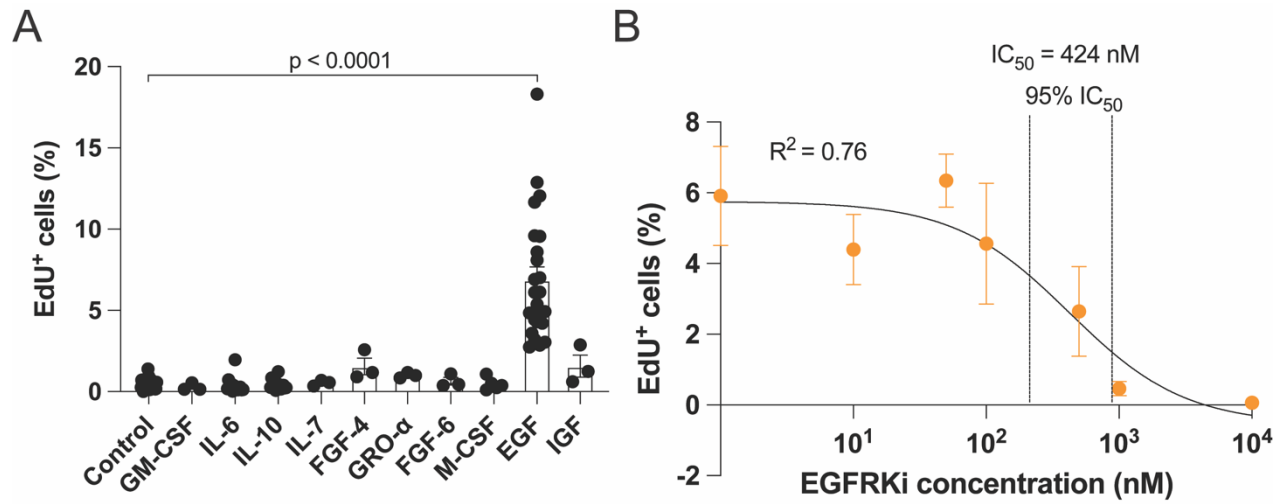 A
p < 0.0001
20
15
10
5
0
EdU⁺ cells (%)
Control
GM-CSF
IL-6
IL-10
IL-7
FGF-4
GRO-α
FGF-6
M-CSF
EGF
IGF
B
IC₅₀ = 424 nM
95% IC₅₀
R² = 0.76
8
6
4
2
0
-2
EdU⁺ cells (%)
10¹
10²
10³
10⁴
EGFRKi concentration (nM)